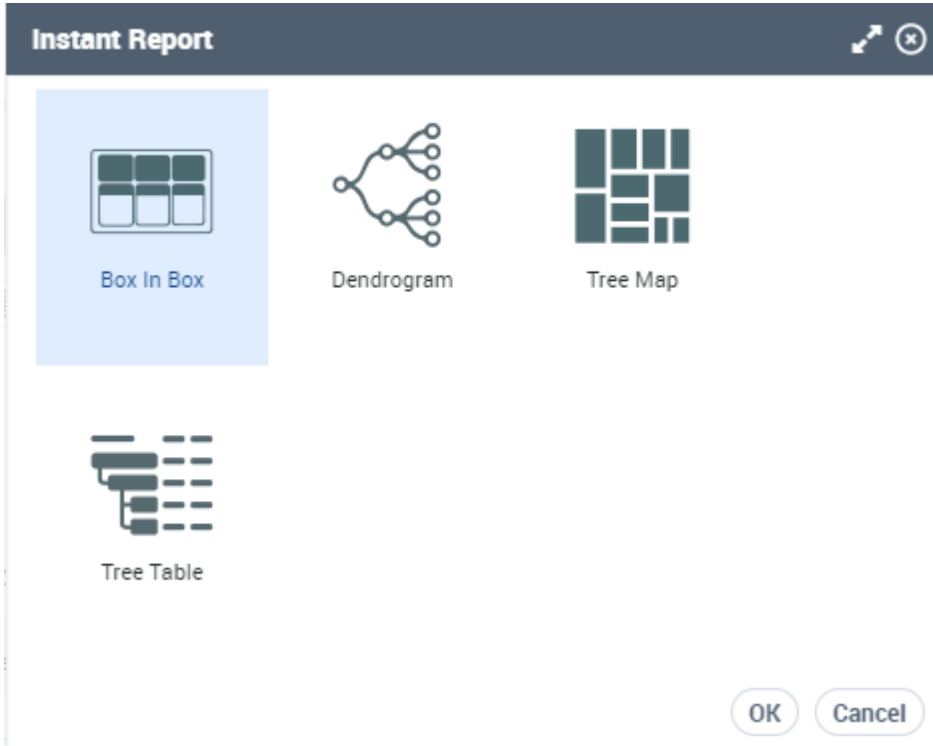 Instant Report
Box In Box
Dendrogram
Tree Map
Tree Table
OK
Cancel